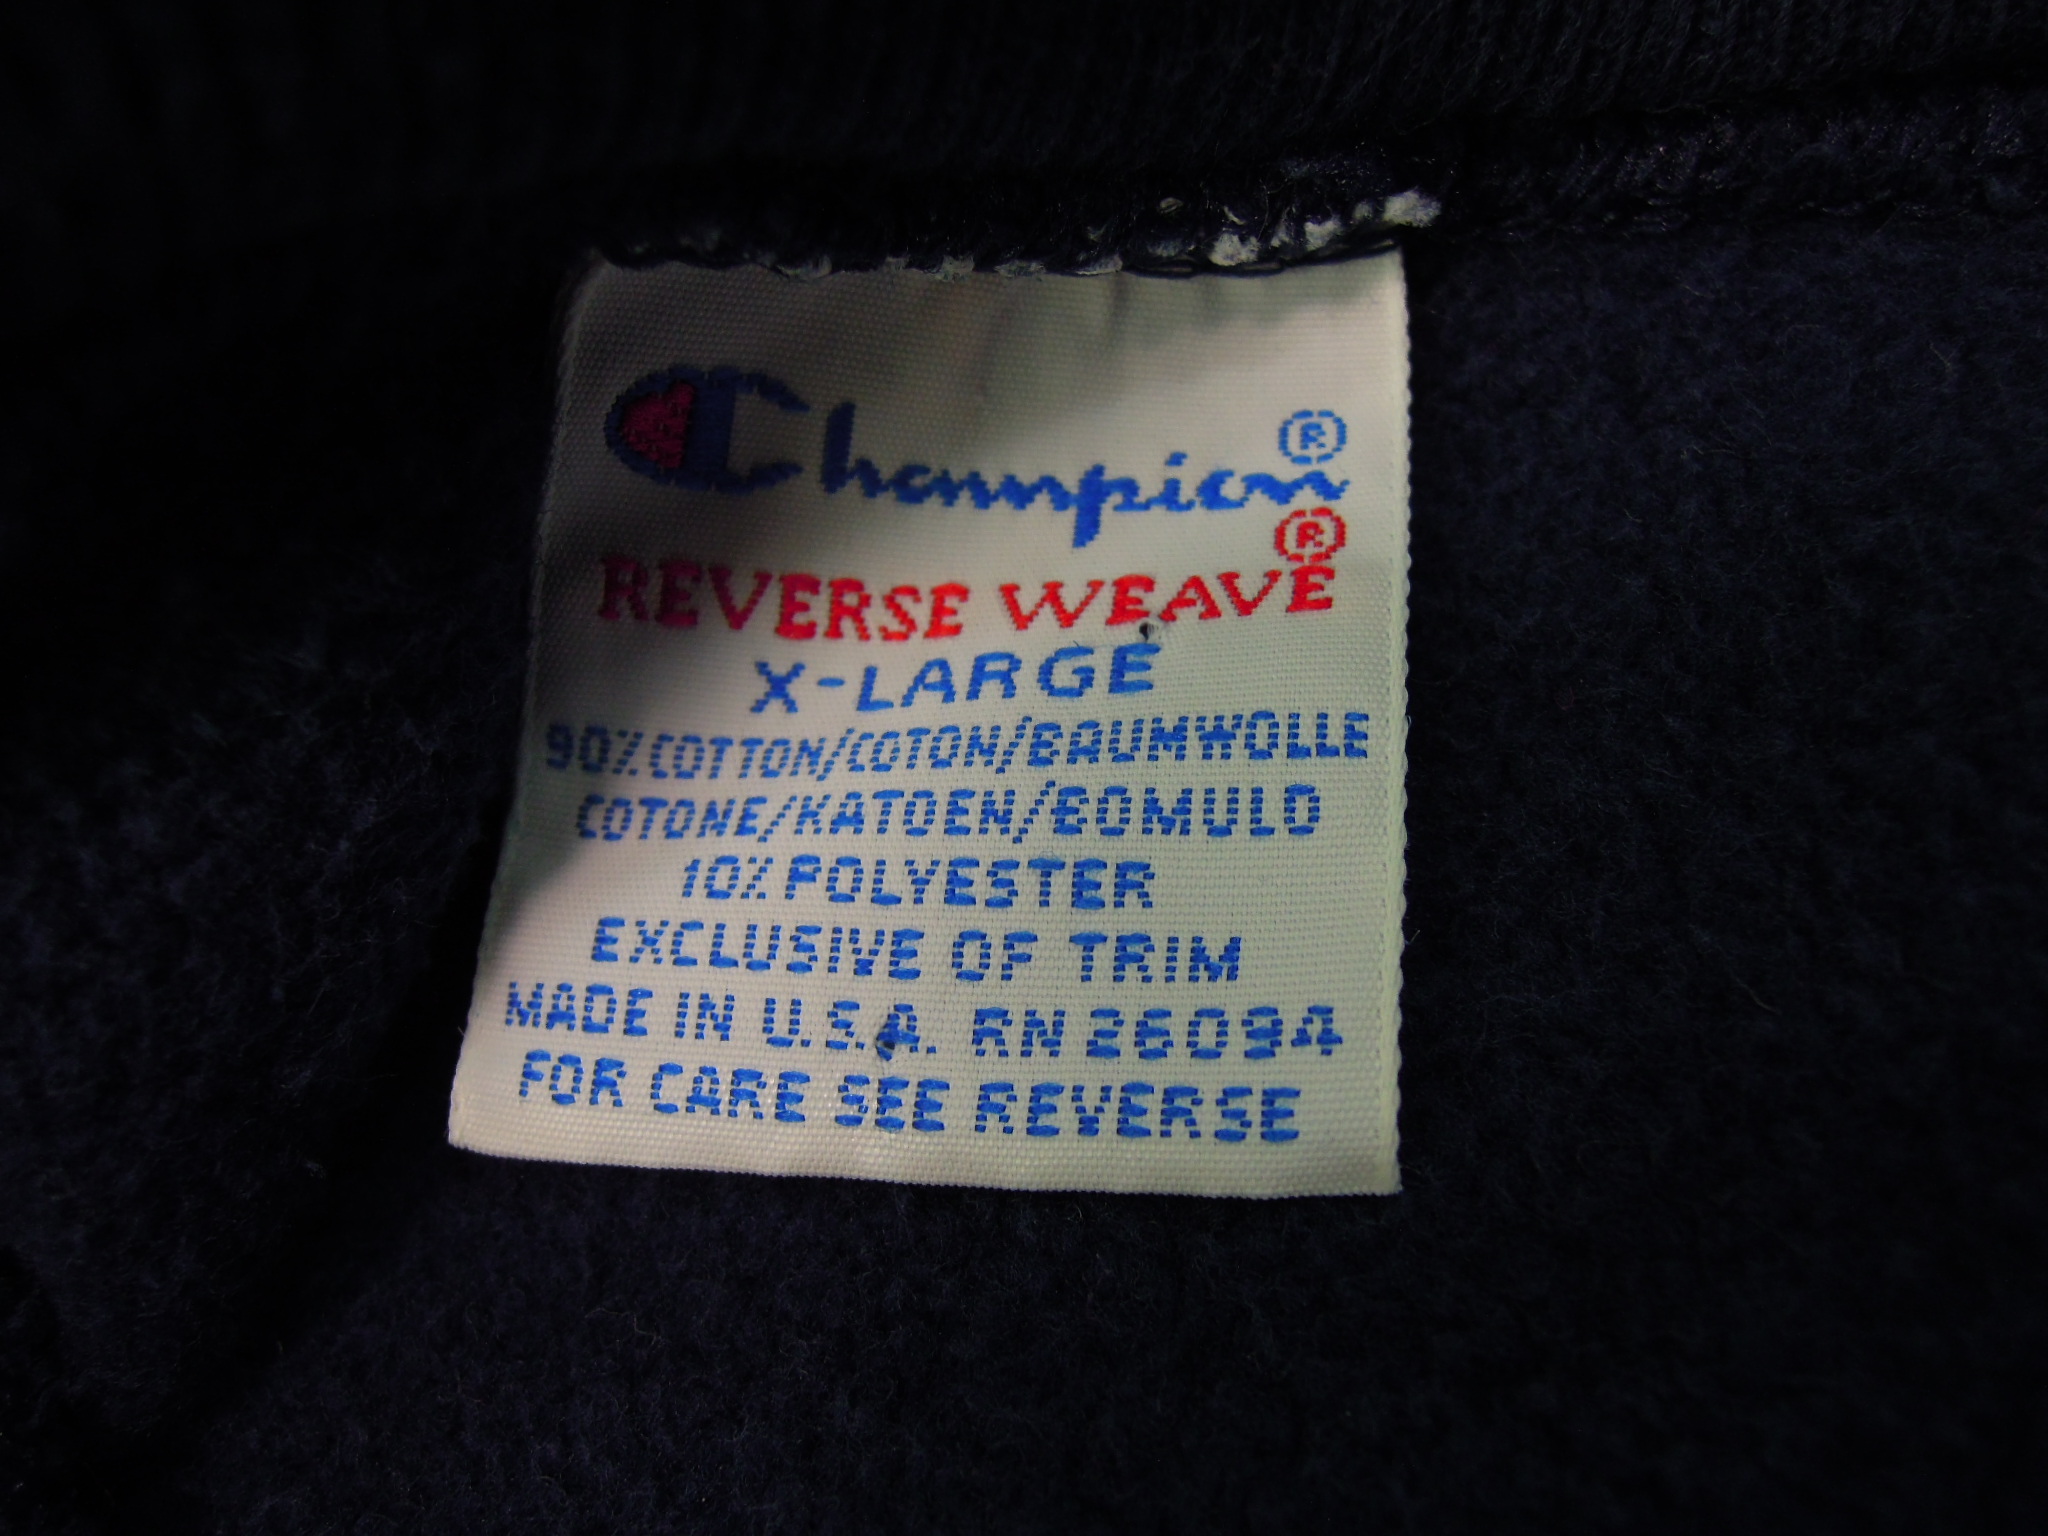 Champion®
REVERSE WEAVE®
X-LARGE
90% COTTON/COTON/BAUMWOLLE
COTONE/KATOEN/BOMULD
10% POLYESTER
EXCLUSIVE OF TRIM
MADE IN U.S.A. RN 26094
FOR CARE SEE REVERSE